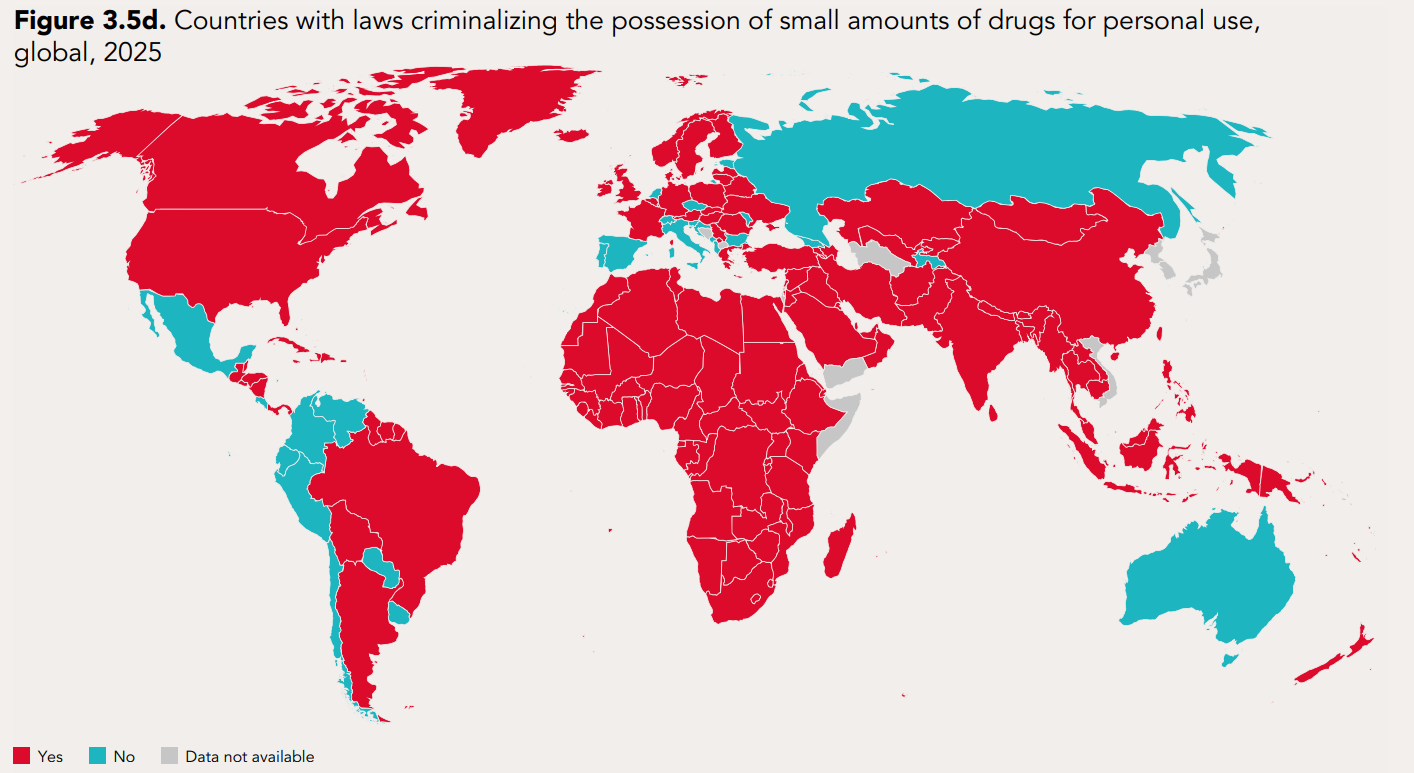 Figure 3.5d. Countries with laws criminalizing the possession of small amounts of drugs for personal use,
global, 2025
Yes
No
Data not available